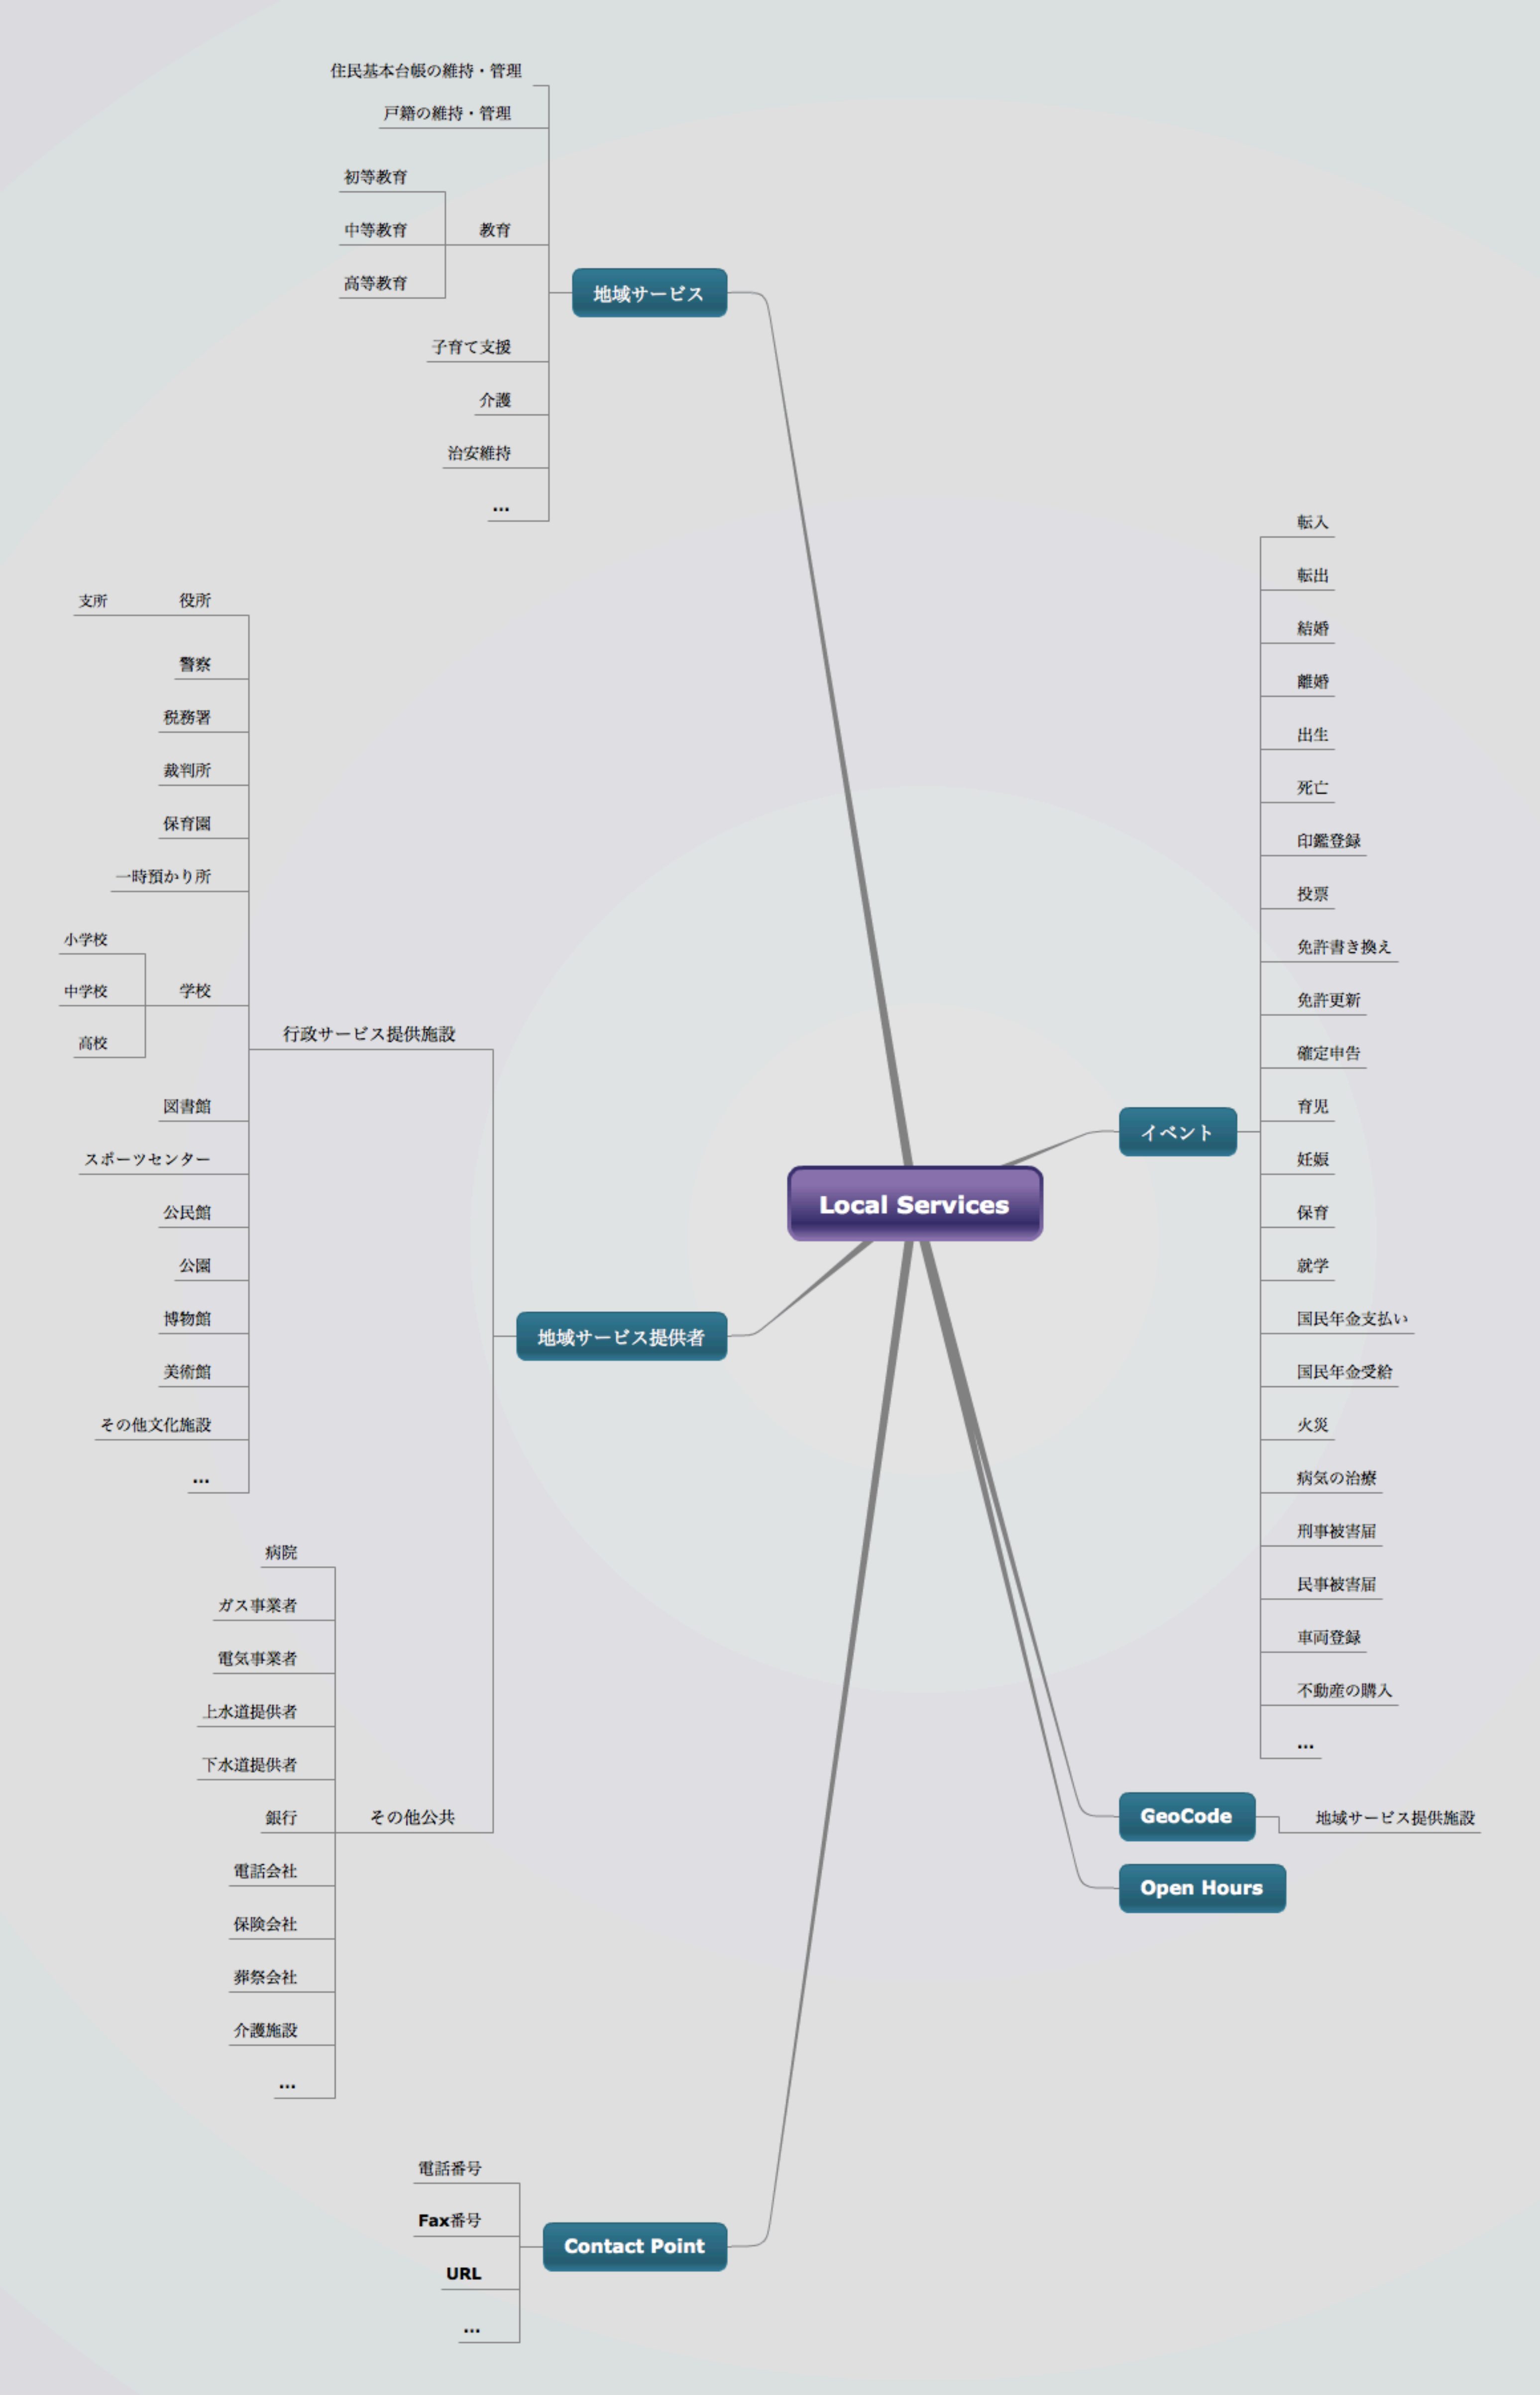 住民基本台帳の維持・管理
戸籍の維持・管理
初等教育
中等教育
高等教育
教育
子育て支援
介護
治安維持
...
地域サービス
支所
役所
警察
税務署
裁判所
保育園
一時預かり所
小学校
中学校
高校
学校
図書館
スポーツセンター
公民館
公園
博物館
美術館
その他文化施設
...
行政サービス提供施設
病院
ガス事業者
電気事業者
上水道提供者
下水道提供者
銀行
電話会社
保険会社
葬祭会社
介護施設
...
その他公共
地域サービス提供者
電話番号
Fax番号
URL
...
Contact Point
Local Services
イベント
転入
転出
結婚
離婚
出生
死亡
印鑑登録
投票
免許書き換え
免許更新
確定申告
育児
妊娠
保育
就学
国民年金支払い
国民年金受給
火災
病気の治療
刑事被害届
民事被害届
車両登録
不動産の購入
...
GeoCode
地域サービス提供施設
Open Hours